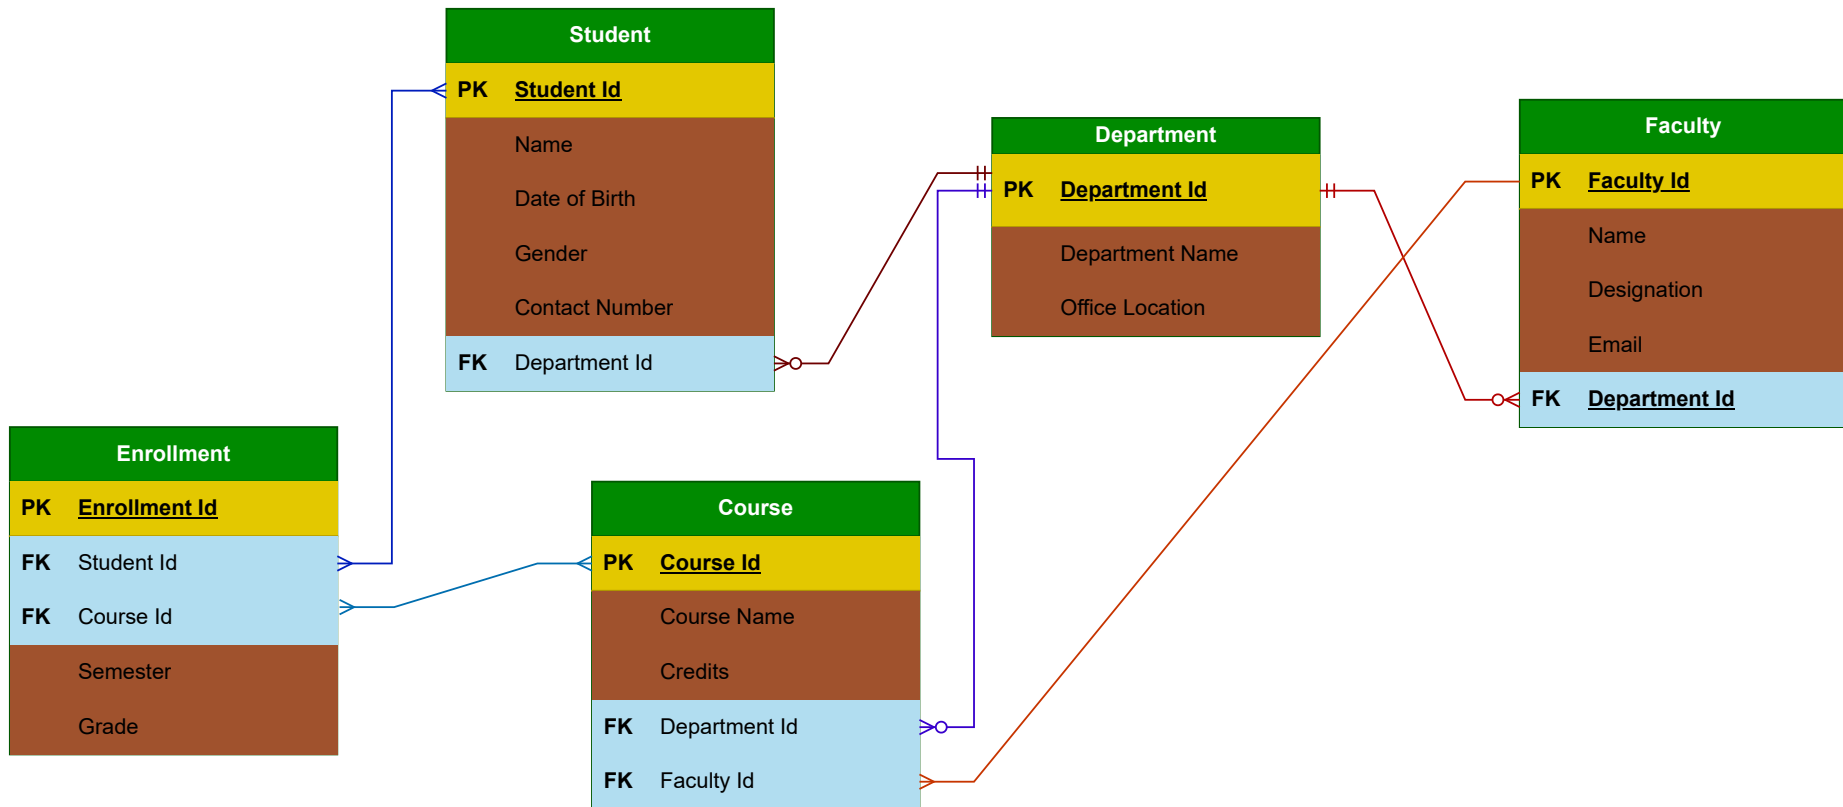 Student
PK Student Id
Name
Date of Birth
Gender
Contact Number
FK Department Id
Department
PK Department Id
Department Name
Office Location
Faculty
PK Faculty Id
Name
Designation
Email
FK Department Id
Enrollment
PK Enrollment Id
FK Student Id
FK Course Id
Semester
Grade
Course
PK Course Id
Course Name
Credits
FK Department Id
FK Faculty Id